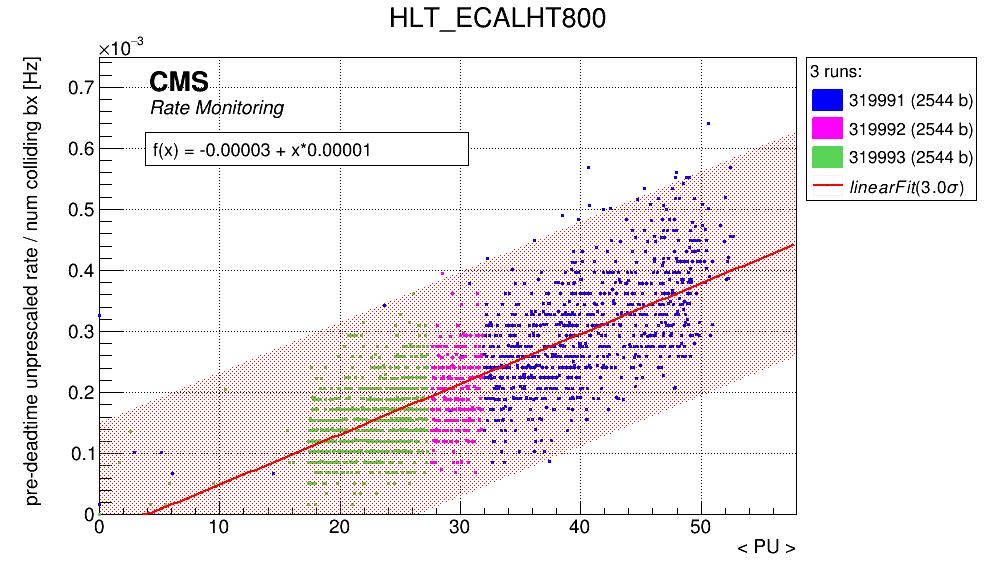 HLT_ECALHT800
×10⁻³
pre-deadtime unprescaled rate / num colliding bx [Hz]
0.7
0.6
0.5
0.4
0.3
0.2
0.1
0
CMS
Rate Monitoring
f(x) = -0.00003 + x*0.00001
0 10 20 30 40 50
< PU >
3 runs:
319991 (2544 b)
319992 (2544 b)
319993 (2544 b)
linearFit(3.0σ)